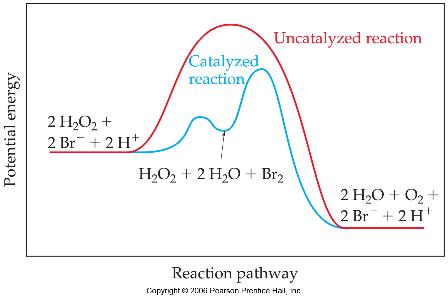 Potential energy
Uncatalyzed reaction
Catalyzed
reaction
2 H₂O₂ +
2 Br⁻ + 2 H⁺
H₂O₂ + 2 H₂O + Br₂
2 H₂O + O₂ +
2 Br⁻ + 2 H⁺
Reaction pathway
Copyright © 2006 Pearson Prentice Hall, Inc.